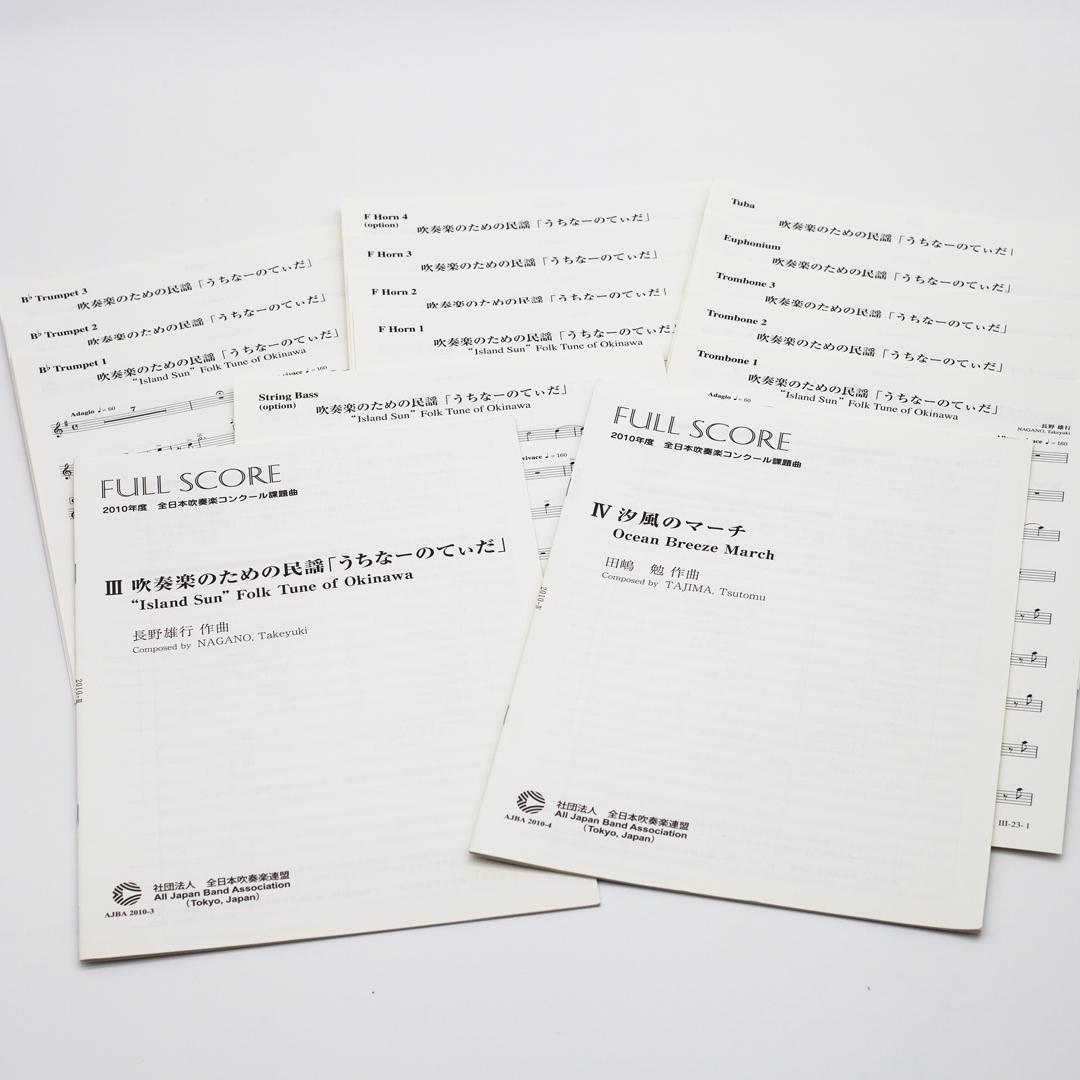 B♭ Trumpet 3
吹奏楽のための民謡「うちなーのてぃだ」
B♭ Trumpet 2
吹奏楽のための民謡「うちなーのてぃだ」
B♭ Trumpet 1
吹奏楽のための民謡「うちなーのてぃだ」
“Island Sun” Folk Tune of Okinawa
Adagio ♩=60
7
vivace ♩=160
F Horn 4
(option)
吹奏楽のための民謡「うちなーのてぃだ」
F Horn 3
吹奏楽のための民謡「うちなーのてぃだ」
F Horn 2
吹奏楽のための民謡「うちなーのてぃだ」
F Horn 1
吹奏楽のための民謡「うちなーのてぃだ」
“Island Sun” Folk Tune of Okinawa
Tuba
吹奏楽のための民謡「うちなーのてぃだ」
Euphonium
吹奏楽のための民謡「うちなーのてぃだ」
Trombone 3
吹奏楽のための民謡「うちなーのてぃだ」
Trombone 2
吹奏楽のための民謡「うちなーのてぃだ」
Trombone 1
吹奏楽のための民謡「うちなーのてぃだ」
“Island Sun” Folk Tune of Okinawa
長野 雄行
NAGANO, Takeyuki
Adagio ♩=60
vivace ♩=160
III-23-1
String Bass
(option)
吹奏楽のための民謡「うちなーのてぃだ」
“Island Sun” Folk Tune of Okinawa
vivace ♩=160
FULL SCORE
2010年度 全日本吹奏楽コンクール課題曲
Ⅲ 吹奏楽のための民謡「うちなーのてぃだ」
“Island Sun” Folk Tune of Okinawa
長野雄行 作曲
Composed by NAGANO, Takeyuki
2010-Ⅲ
社団法人 全日本吹奏楽連盟
All Japan Band Association
(Tokyo, Japan)
AJBA 2010-3
FULL SCORE
2010年度 全日本吹奏楽コンクール課題曲
Ⅳ 汐風のマーチ
Ocean Breeze March
田嶋 勉 作曲
Composed by TAJIMA, Tsutomu
2010-Ⅳ
社団法人 全日本吹奏楽連盟
All Japan Band Association
(Tokyo, Japan)
AJBA 2010-4